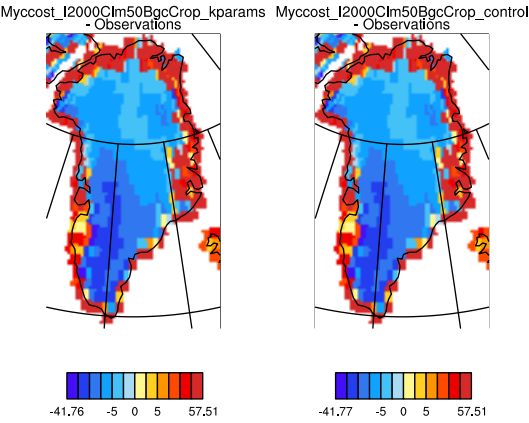 Myccost_I2000Clm50BgcCrop_kparams
- Observations
Myccost_I2000Clm50BgcCrop_control
- Observations
-41.76 -5 0 5 57.51
-41.77 -5 0 5 57.51